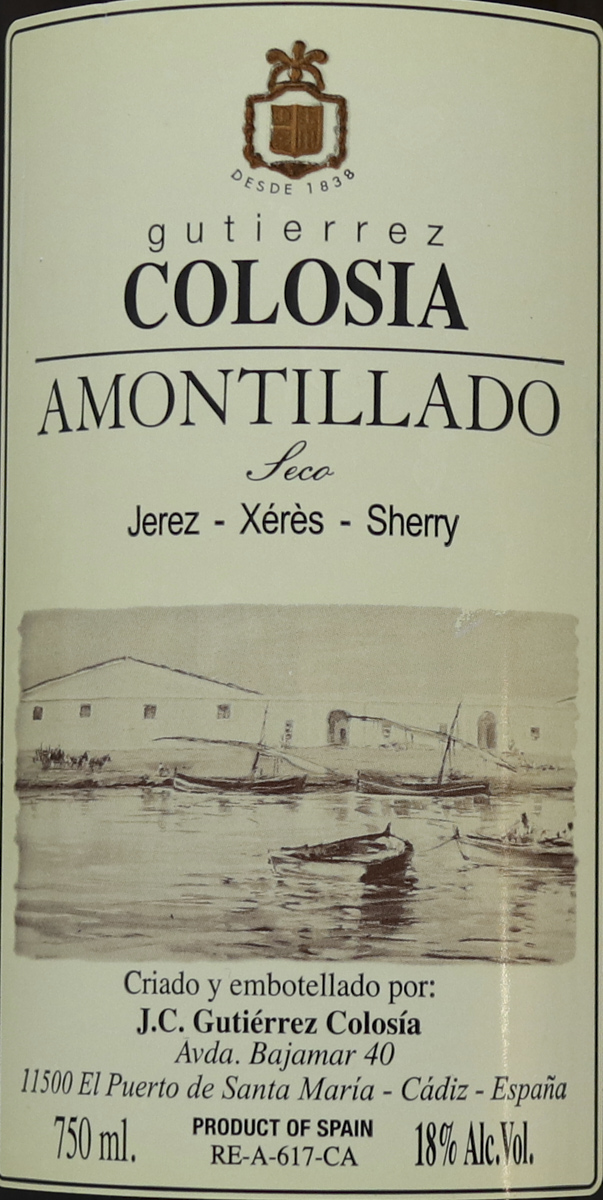 DESDE 1838
gutierrez
COLOSIA
AMONTILLADO
Seco
Jerez - Xérès - Sherry
Criado y embotellado por:
J.C. Gutiérrez Colosía
Avda. Bajamar 40
11500 El Puerto de Santa María - Cádiz - España
750 ml.
PRODUCT OF SPAIN
RE-A-617-CA
18% Alc.Vol.